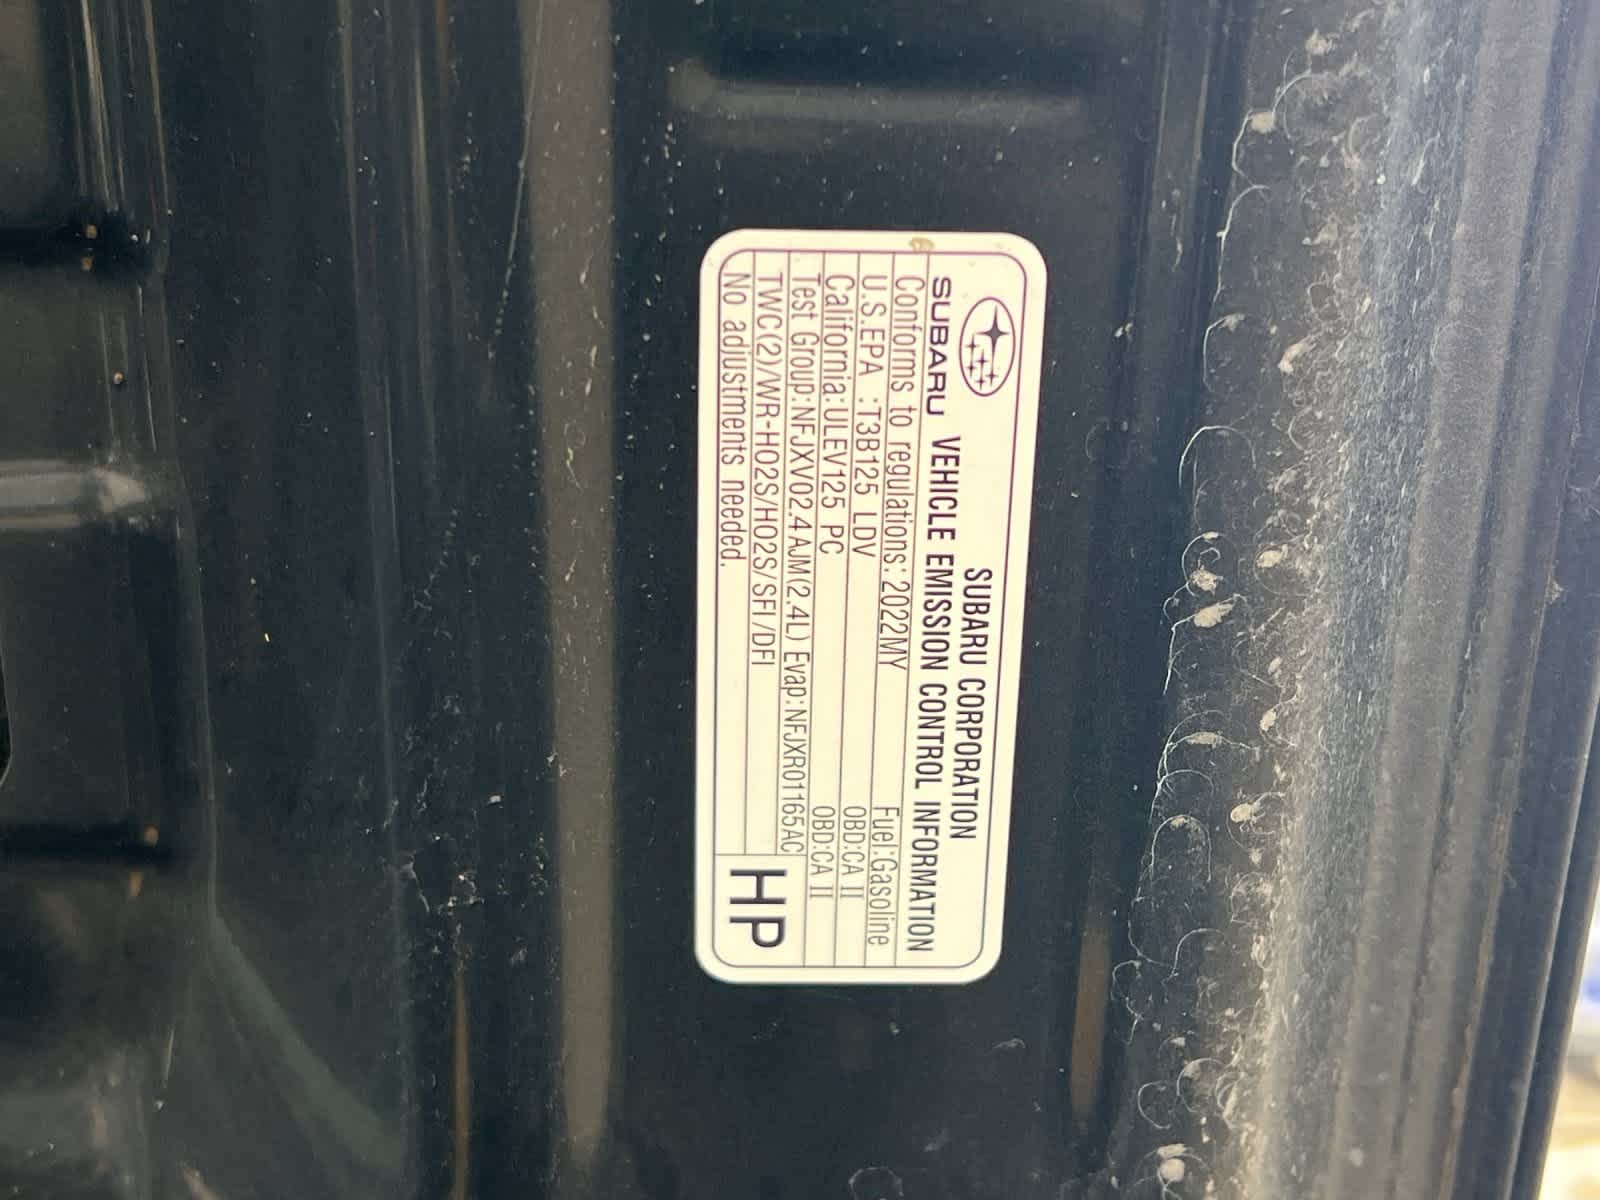 SUBARU CORPORATION
SUBARU VEHICLE EMISSION CONTROL INFORMATION
Conforms to regulations: 2022MY Fuel:Gasoline
U.S.EPA :T3B125 LDV OBD:CA II
California:ULEV125 PC OBD:CA II
Test Group:NFJXV02.4AJM(2.4L) Evap:NFJXR01165AC
TWC(2)/WR-HO2S/HO2S/SFI/DFI
No adjustments needed.
HP